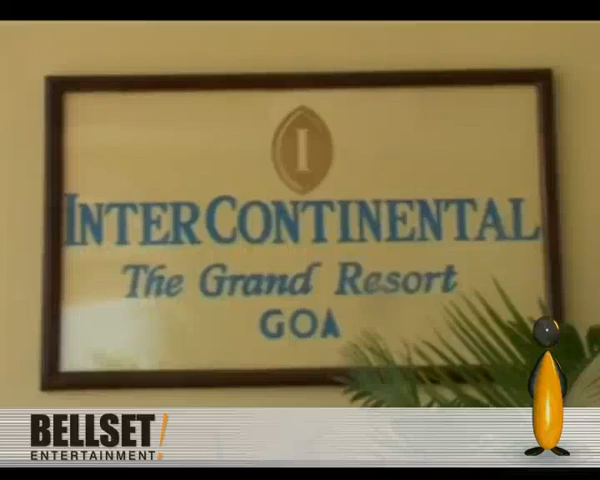 I
INTERCONTINENTAL
The Grand Resort
GOA
BELLSET!
ENTERTAINMENT.